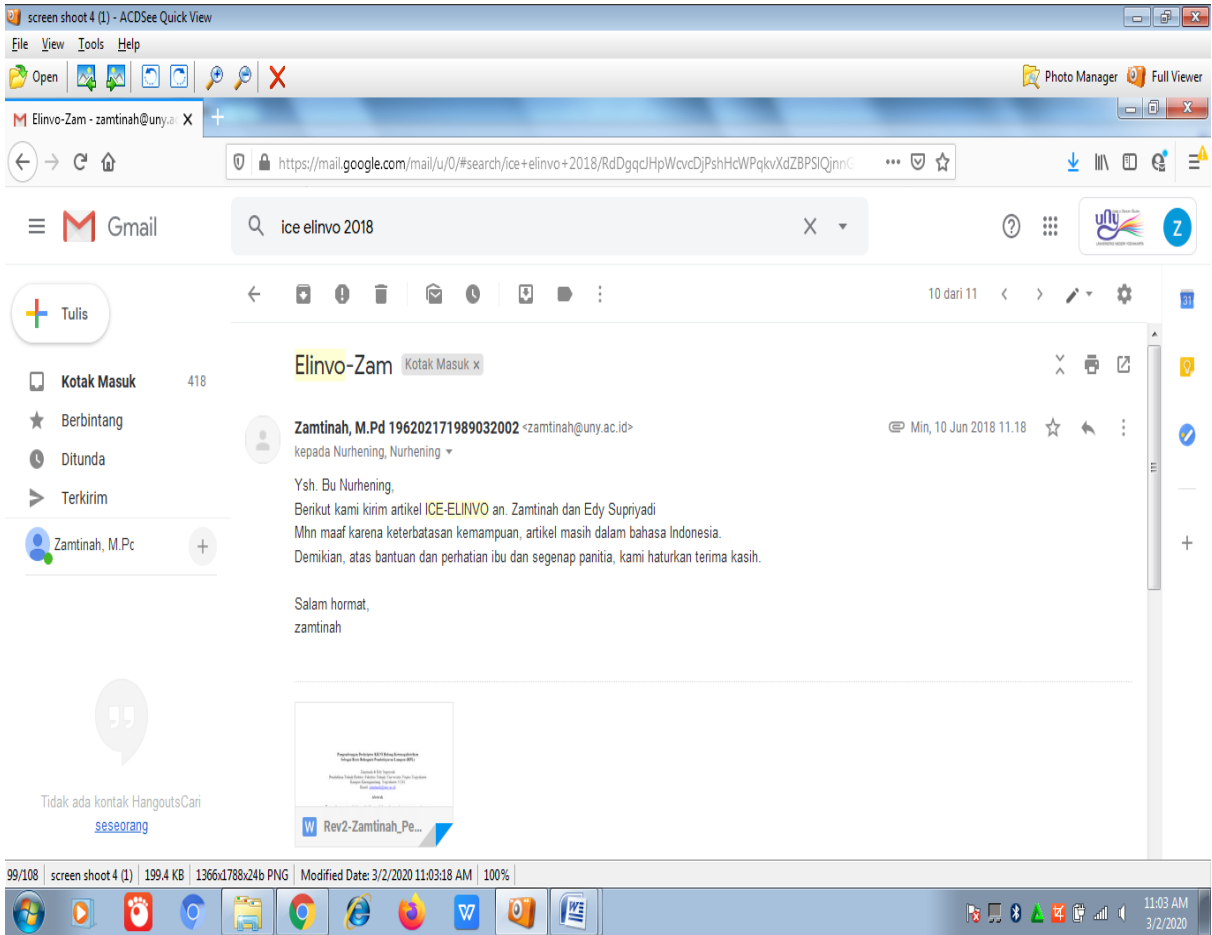 screen shoot 4 (1) - ACDSee Quick View
File View Tools Help
Open Photo Manager Full Viewer
Elinvo-Zam - zamtinah@uny.ac
https://mail.google.com/mail/u/0/#search/ice+elinvo+2018/RdDgqcJHpWcvcDjPshHcWPqkvXdZBPSlQjnn
Gmail
ice elinvo 2018
uny
Z
Tulis
10 dari 11
31
Elinvo-Zam Kotak Masuk x
Kotak Masuk 418
Berbintang
Ditunda
Terkirim
Zamtinah, M.Pc
Zamtinah, M.Pd 196202171989032002 <zamtinah@uny.ac.id>
Min, 10 Jun 2018 11.18
kepada Nurhening, Nurhening
Ysh. Bu Nurhening,
Berikut kami kirim artikel ICE-ELINVO an. Zamtinah dan Edy Supriyadi
Mhn maaf karena keterbatasan kemampuan, artikel masih dalam bahasa Indonesia.
Demikian, atas bantuan dan perhatian ibu dan segenap panitia, kami haturkan terima kasih.
Salam hormat,
zamtinah
W Rev2-Zamtinah_Pe...
Tidak ada kontak HangoutsCari
seseorang
99/108 screen shoot 4 (1) 199.4 KB 1366x1788x24b PNG Modified Date: 3/2/2020 11:03:18 AM 100%
11:03 AM
3/2/2020